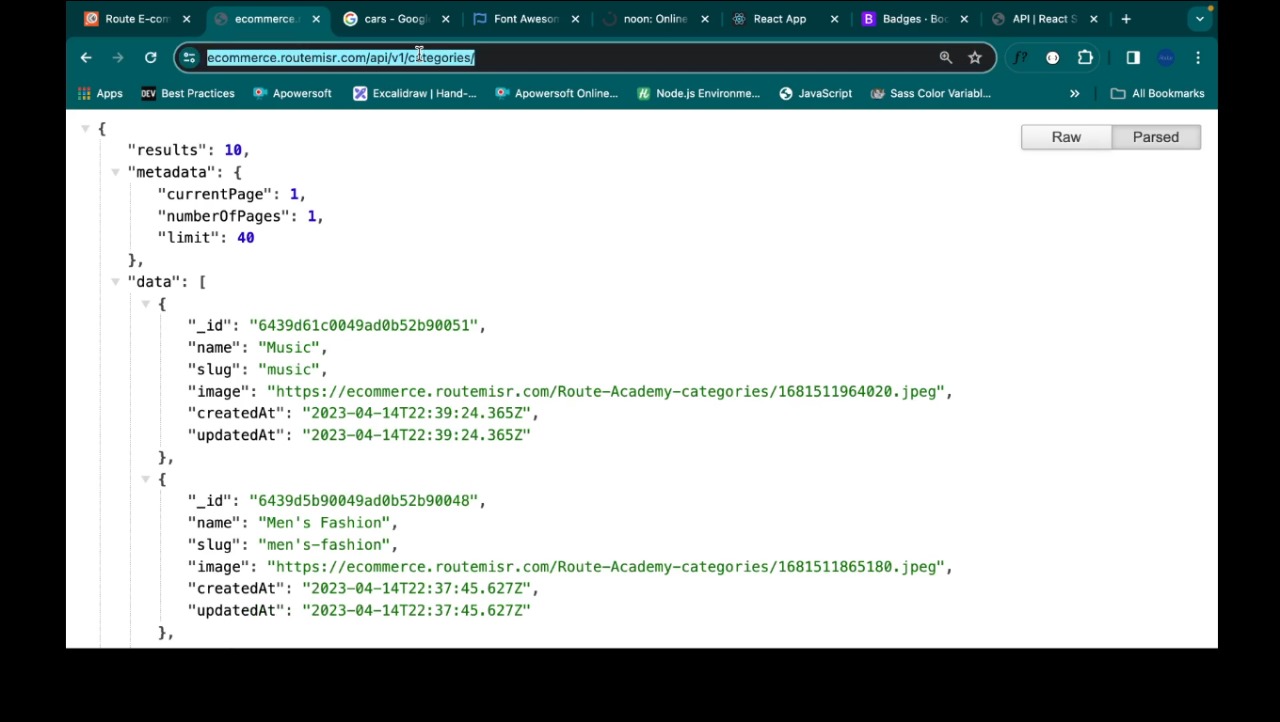 Route E-com
ecommerce.
cars - Google
Font Aweson
noon: Online
React App
Badges · Boo
API | React S
ecommerce.routemisr.com/api/v1/categories/
f?
Apps
DEV Best Practices
Apowersoft
Excalidraw | Hand-...
Apowersoft Online...
Node.js Environme...
JavaScript
Sass Color Variabl...
»
All Bookmarks
Raw
Parsed
{
"results": 10,
"metadata": {
"currentPage": 1,
"numberOfPages": 1,
"limit": 40
},
"data": [
{
"_id": "6439d61c0049ad0b52b90051",
"name": "Music",
"slug": "music",
"image": "https://ecommerce.routemisr.com/Route-Academy-categories/1681511964020.jpeg",
"createdAt": "2023-04-14T22:39:24.365Z",
"updatedAt": "2023-04-14T22:39:24.365Z"
},
{
"_id": "6439d5b90049ad0b52b90048",
"name": "Men's Fashion",
"slug": "men's-fashion",
"image": "https://ecommerce.routemisr.com/Route-Academy-categories/1681511865180.jpeg",
"createdAt": "2023-04-14T22:37:45.627Z",
"updatedAt": "2023-04-14T22:37:45.627Z"
},